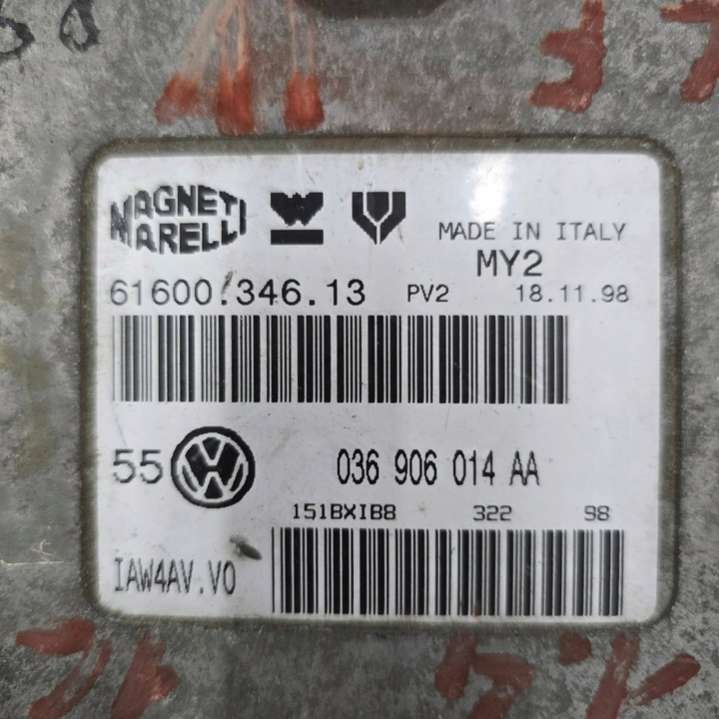 MAGNETI
MARELLI
MADE IN ITALY
MY2
61600.346.13 PV2 18.11.98
55 036 906 014 AA
151BXIB8 322 98
IAW4AV.V0